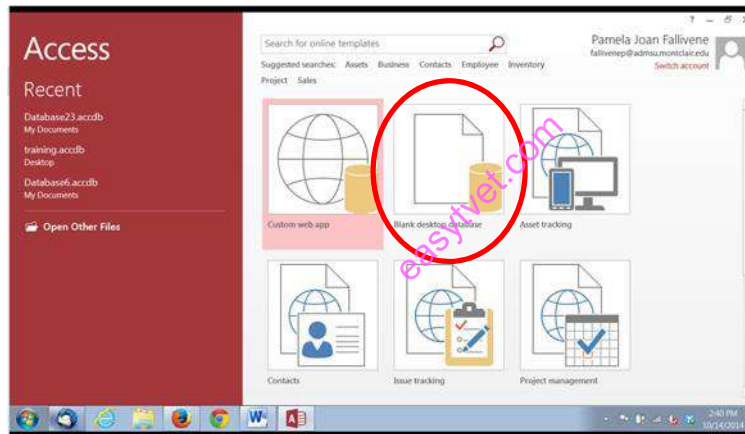 Access
Recent
Database23.accdb
My Documents
training.accdb
Desktop
Database6.accdb
My Documents
Open Other Files
?
Search for online templates
Suggested searches: Assets Business Contacts Employee Inventory
Project Sales
Pamela Joan Fallivene
fallivenep@admsu.montclair.edu
Switch account
Custom web app
Blank desktop database
Asset tracking
Contacts
Issue tracking
Project management
easytvet.com
2:40 PM
10/14/2014